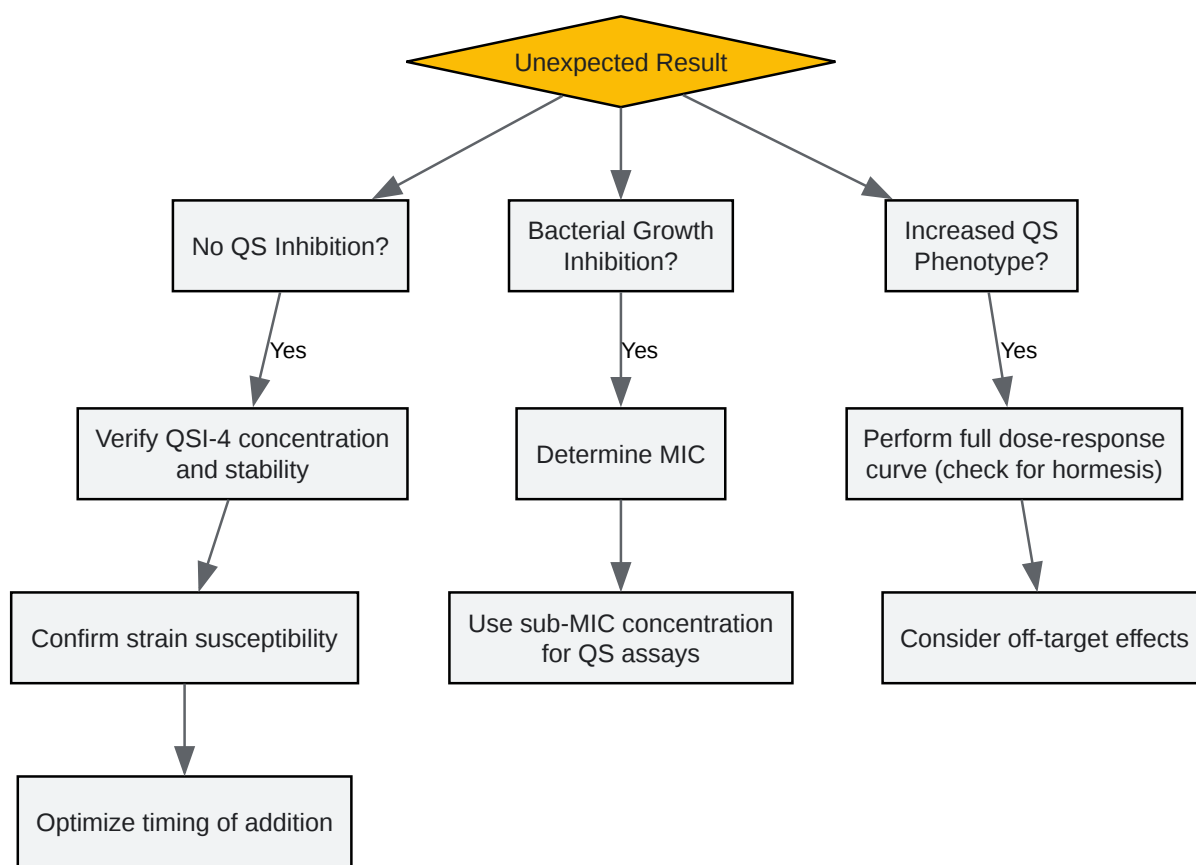 Unexpected Result
No QS Inhibition?
Bacterial Growth
Inhibition?
Increased QS
Phenotype?
Yes
Yes
Yes
Verify QSI-4 concentration
and stability
Determine MIC
Perform full dose-response
curve (check for hormesis)
Confirm strain susceptibility
Use sub-MIC concentration
for QS assays
Consider off-target effects
Optimize timing of addition